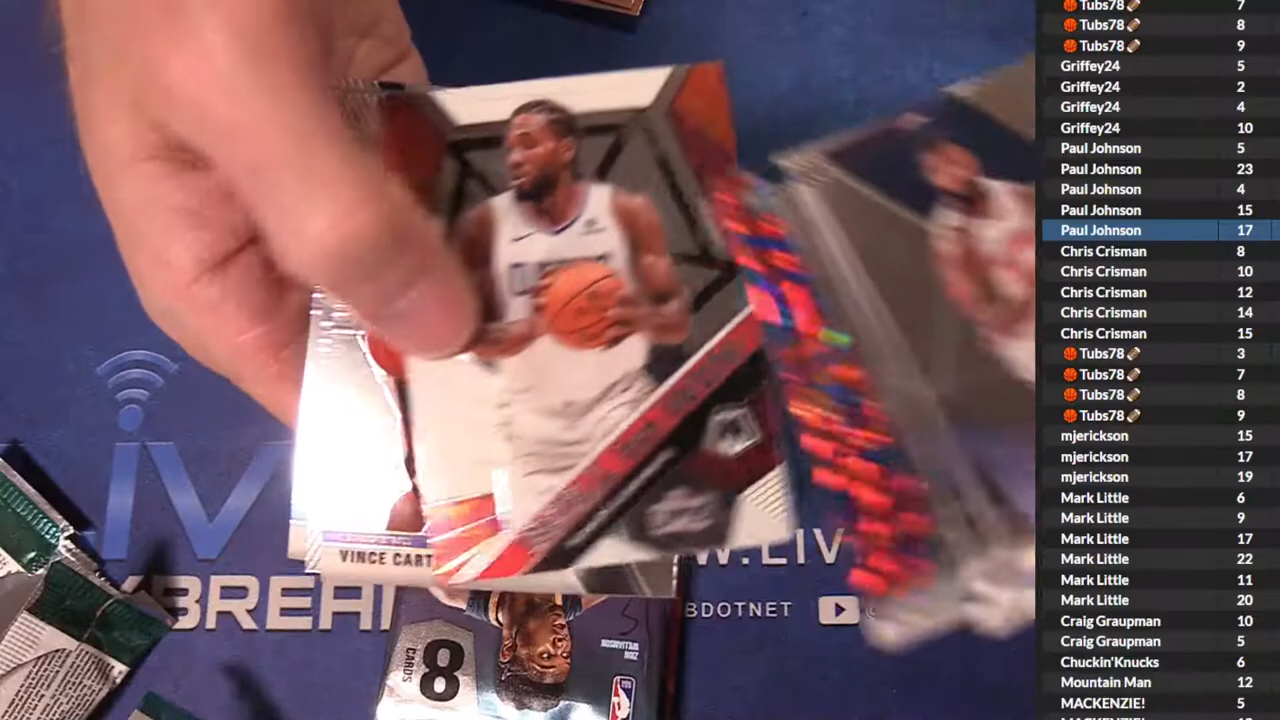 🏀 Tubs78🏈 7
🏀 Tubs78🏈 8
🏀 Tubs78🏈 9
Griffey24 5
Griffey24 2
Griffey24 4
Griffey24 10
Paul Johnson 5
Paul Johnson 23
Paul Johnson 4
Paul Johnson 15
Paul Johnson 17
Chris Crisman 8
Chris Crisman 10
Chris Crisman 12
Chris Crisman 14
Chris Crisman 15
🏀 Tubs78🏈 3
🏀 Tubs78🏈 7
🏀 Tubs78🏈 8
🏀 Tubs78🏈 9
mjerickson 15
mjerickson 17
mjerickson 19
Mark Little 6
Mark Little 9
Mark Little 17
Mark Little 22
Mark Little 11
Mark Little 20
Craig Graupman 10
Craig Graupman 5
Chuckin'Knucks 6
Mountain Man 12
MACKENZIE! 5
VINCE CART
W.LIV
BDOTNET
8
CARDS
NBA